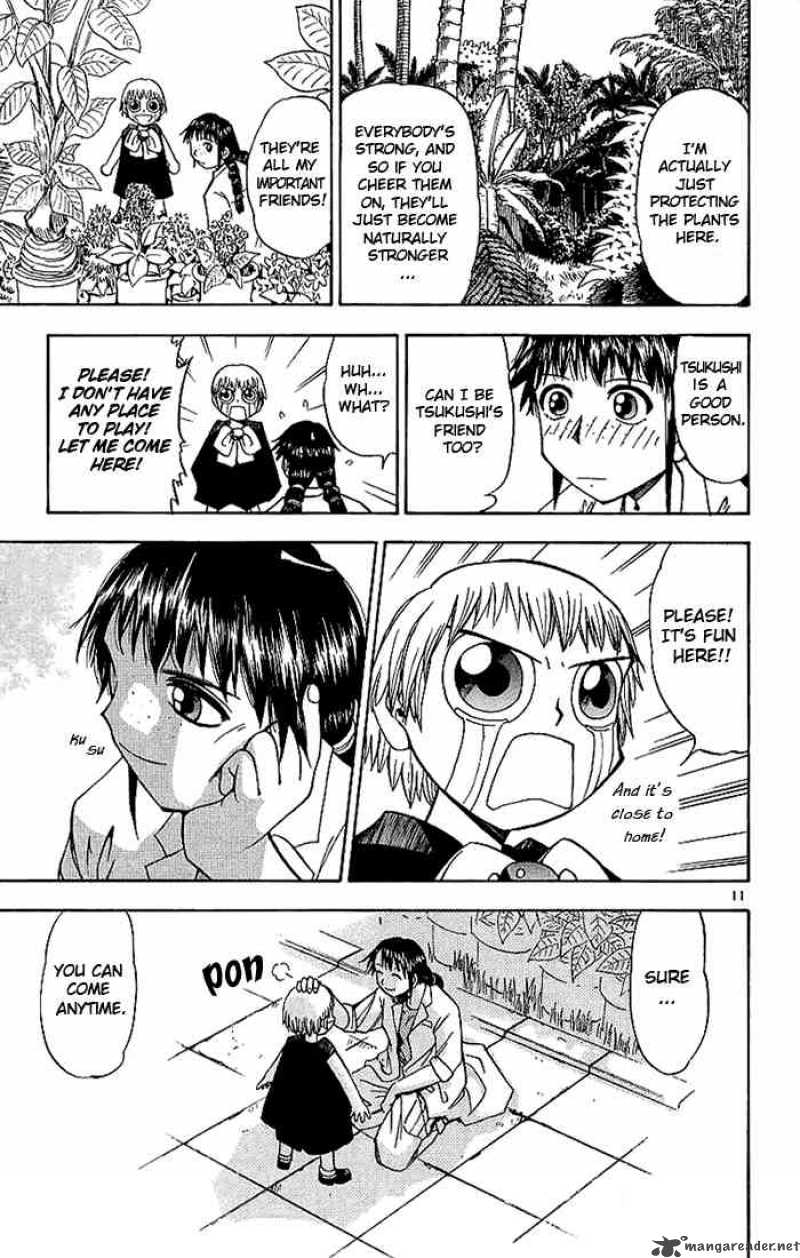 I'M
ACTUALLY
JUST
PROTECTING
THE PLANTS
HERE.
EVERYBODY'S
STRONG, AND
SO IF YOU
CHEER THEM
ON, THEY'LL
JUST BECOME
NATURALLY
STRONGER
...
THEY'RE
ALL MY
IMPORTANT
FRIENDS!
TSUKUSHI
IS A
GOOD
PERSON.
CAN I BE
TSUKUSHI'S
FRIEND
TOO?
HUH...
WH...
WHAT?
PLEASE!
I DON'T HAVE
ANY PLACE
TO PLAY!
LET ME COME
HERE!
PLEASE!
IT'S FUN
HERE!!
And it's
close to
home!
Ku
su
11
SURE
...
pon
YOU CAN
COME
ANYTIME.
mangareader.net